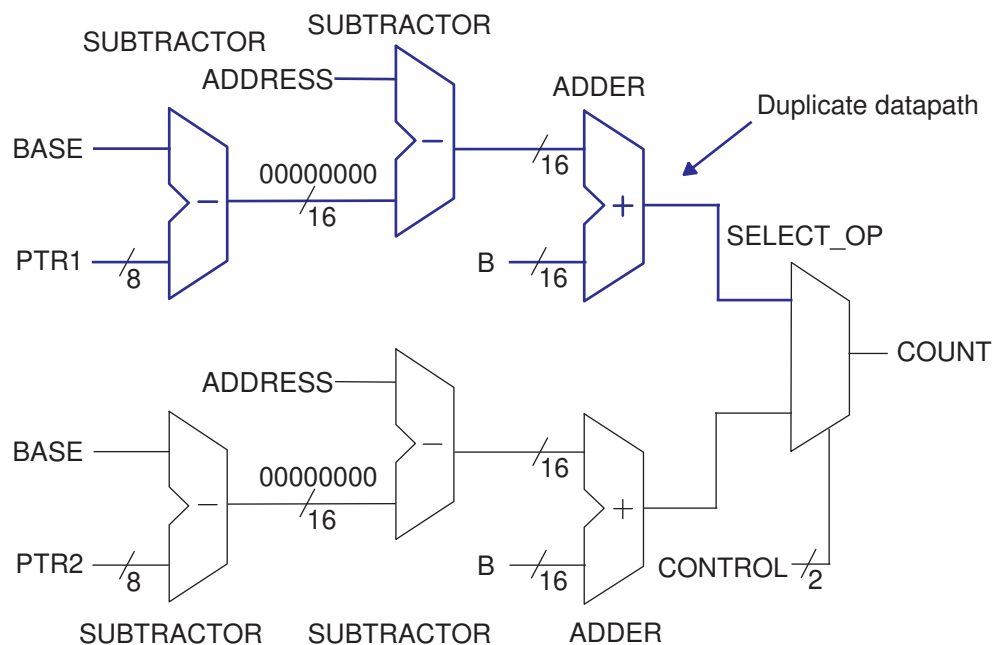 SUBTRACTOR
SUBTRACTOR
ADDRESS
ADDER
Duplicate datapath
BASE
−
00000000
16
−
16
+
PTR1
8
B
16
SELECT_OP
COUNT
ADDRESS
BASE
−
00000000
16
−
16
+
PTR2
8
B
16
CONTROL
2
SUBTRACTOR
SUBTRACTOR
ADDER